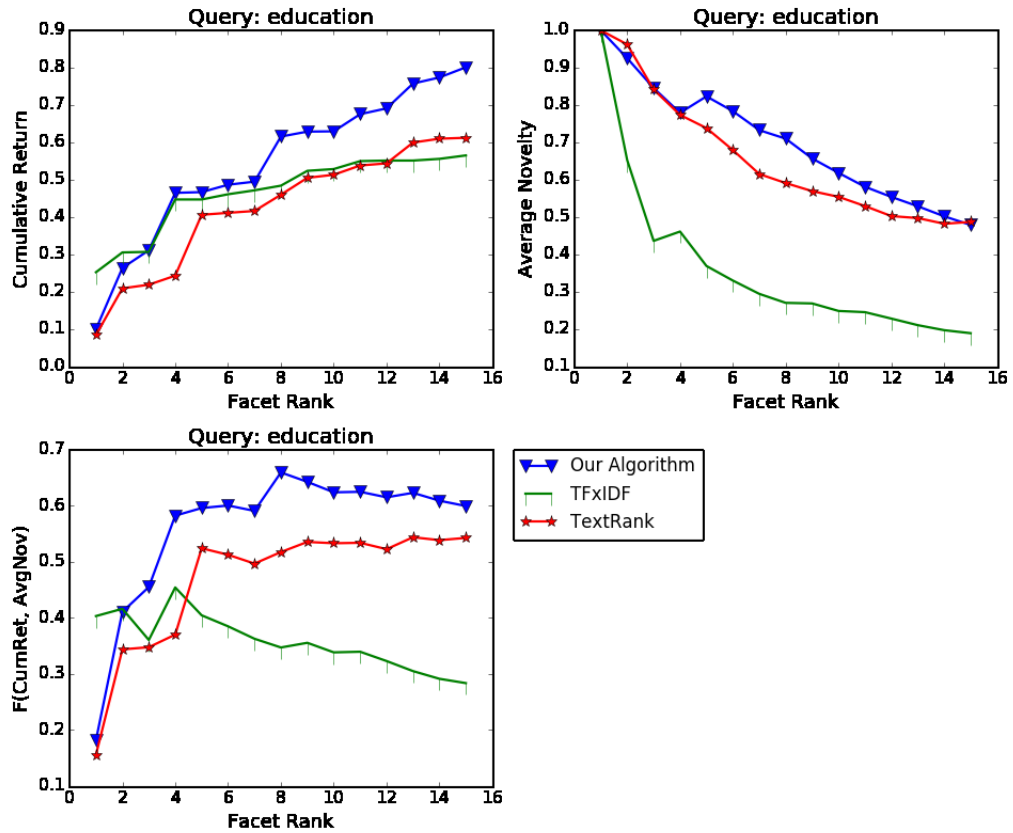 Query: education
0.9
0.8
0.7
0.6
0.5
0.4
0.3
0.2
0.1
0.0
Cumulative Return
0 2 4 6 8 10 12 14 16
Facet Rank
Query: education
1.0
0.9
0.8
0.7
0.6
0.5
0.4
0.3
0.2
0.1
Average Novelty
0 2 4 6 8 10 12 14 16
Facet Rank
Query: education
0.7
0.6
0.5
0.4
0.3
0.2
0.1
F(CumRet, AvgNov)
0 2 4 6 8 10 12 14 16
Facet Rank
Our Algorithm
TFxIDF
TextRank